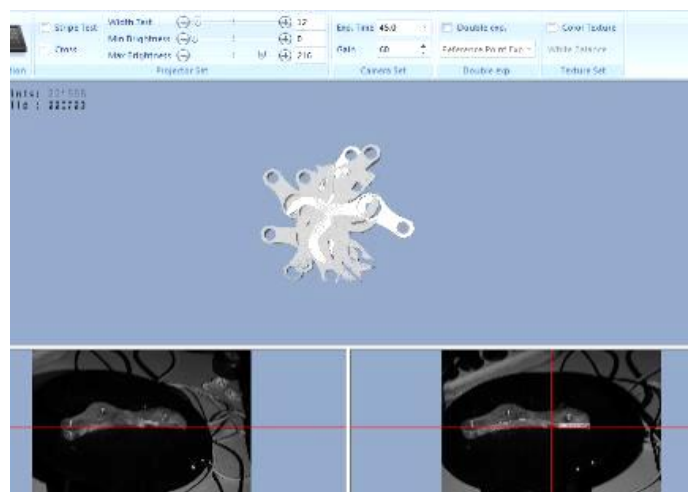 Stripe Test
Width Test
12
Exp. Time 45.0
Double exp.
Color Texture
Min Brightness
0
Cross
Max Brightness
216
Gain
60
Reference Point Exp
White Balance
Projector Set
Camera Set
Double exp
Texture Set